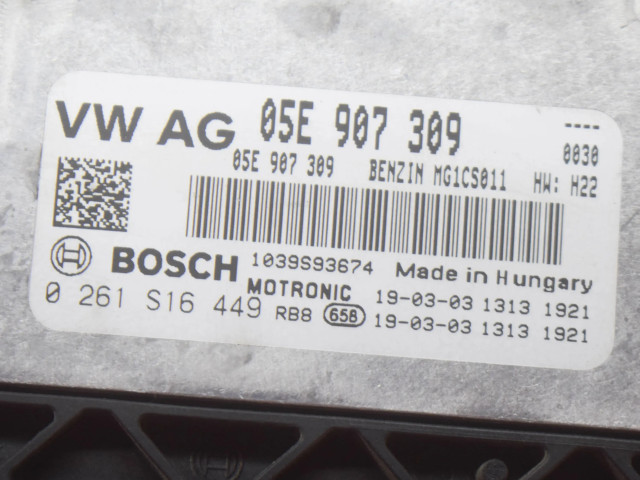 VW AG 05E 907 309 ----
0030
05E 907 309 BENZIN MG1CS011 HW: H22
BOSCH 1039S93674 Made in Hungary
MOTRONIC 19-03-03 1313 1921
0 261 S16 449 RB8 658 19-03-03 1313 1921